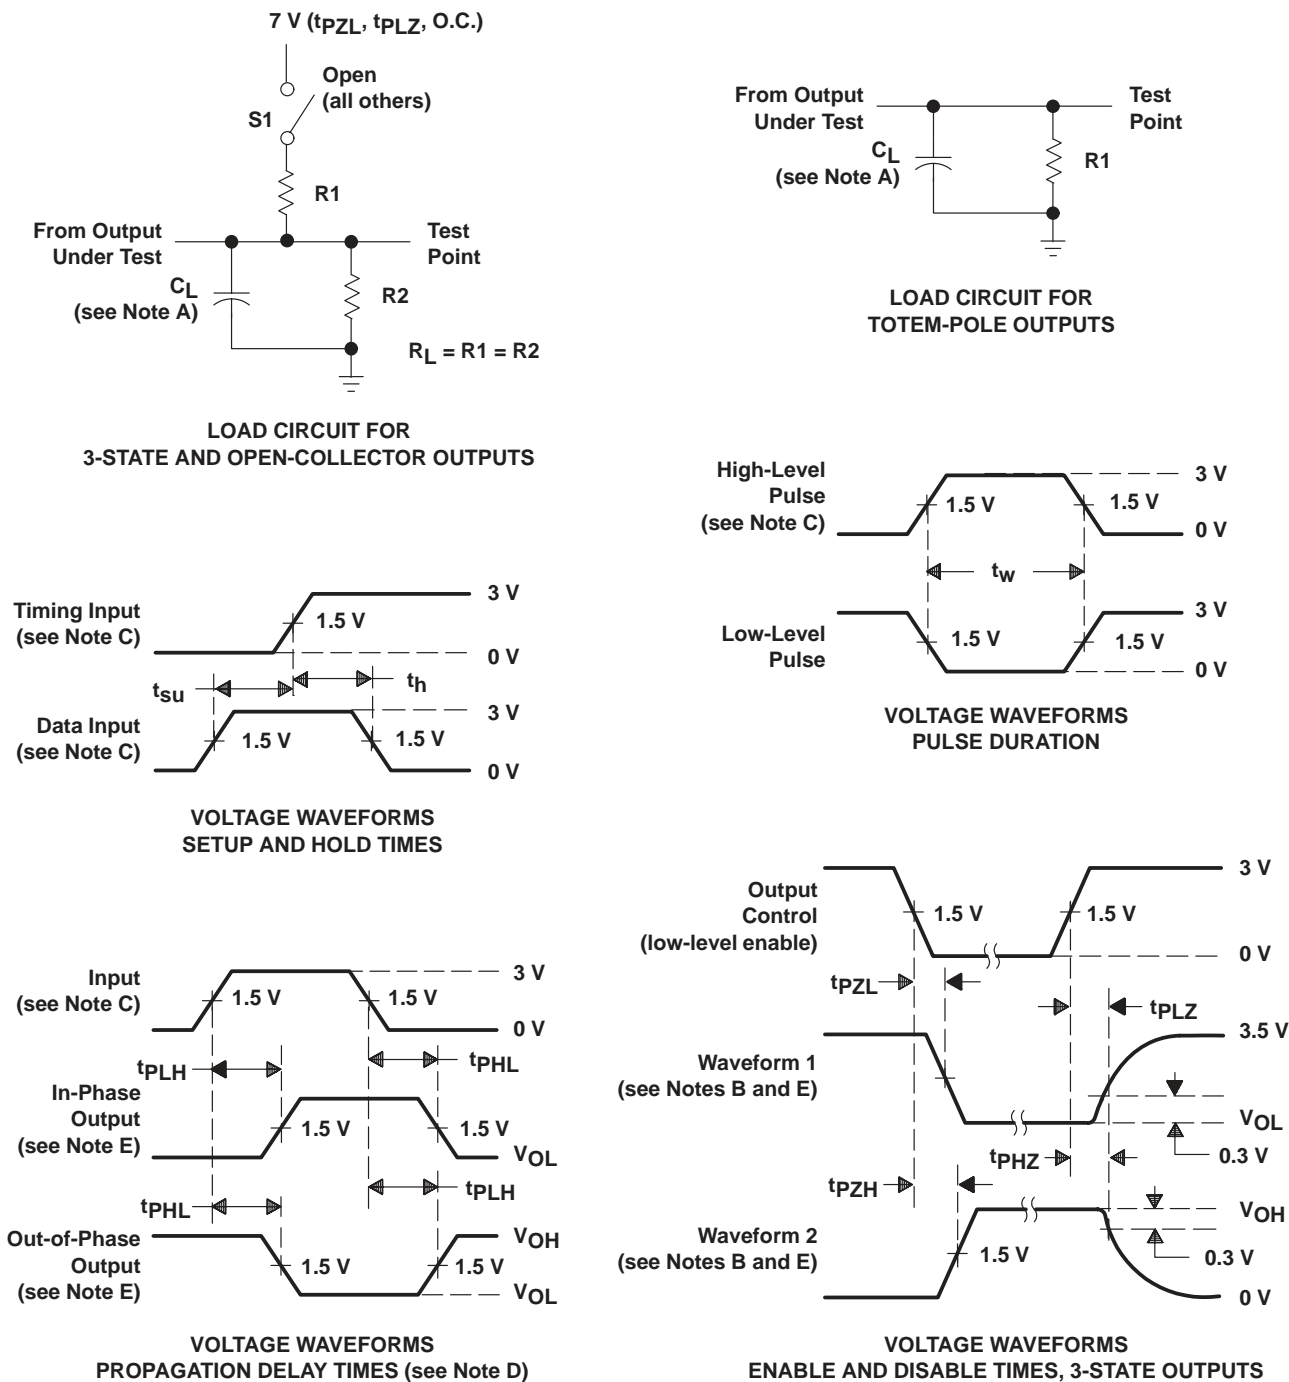 7 V (tPZL, tPLZ, O.C.)
Open
(all others)
S1
R1
From Output
Under Test
Test
Point
CL
(see Note A)
R2
RL = R1 = R2
LOAD CIRCUIT FOR
3-STATE AND OPEN-COLLECTOR OUTPUTS
From Output
Under Test
Test
Point
CL
(see Note A)
R1
LOAD CIRCUIT FOR
TOTEM-POLE OUTPUTS
High-Level
Pulse
(see Note C)
1.5 V
1.5 V
3 V
0 V
tw
Low-Level
Pulse
1.5 V
1.5 V
3 V
0 V
VOLTAGE WAVEFORMS
PULSE DURATION
Timing Input
(see Note C)
1.5 V
3 V
0 V
tsu
th
Data Input
(see Note C)
1.5 V
1.5 V
3 V
0 V
VOLTAGE WAVEFORMS
SETUP AND HOLD TIMES
Input
(see Note C)
1.5 V
1.5 V
3 V
0 V
tPLH
tPHL
In-Phase
Output
(see Note E)
1.5 V
1.5 V
VOL
tPHL
tPLH
Out-of-Phase
Output
(see Note E)
1.5 V
1.5 V
VOH
VOL
VOLTAGE WAVEFORMS
PROPAGATION DELAY TIMES (see Note D)
Output
Control
(low-level enable)
1.5 V
1.5 V
3 V
0 V
tPZL
tPLZ
Waveform 1
(see Notes B and E)
3.5 V
VOL
0.3 V
tPHZ
tPZH
Waveform 2
(see Notes B and E)
1.5 V
VOH
0.3 V
0 V
VOLTAGE WAVEFORMS
ENABLE AND DISABLE TIMES, 3-STATE OUTPUTS